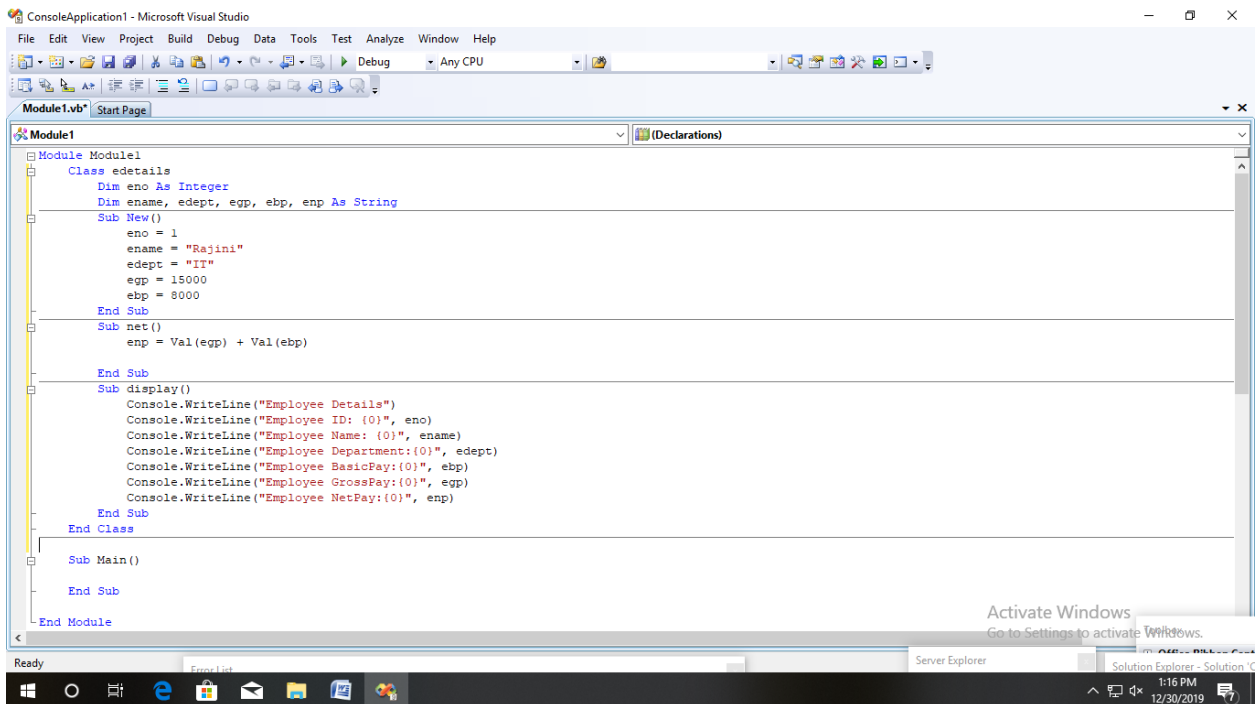 ConsoleApplication1 - Microsoft Visual Studio
File Edit View Project Build Debug Data Tools Test Analyze Window Help
Debug Any CPU
Module1.vb* Start Page
Module1 (Declarations)
Module Module1
Class edetails
Dim eno As Integer
Dim ename, edept, egp, ebp, enp As String
Sub New()
eno = 1
ename = "Rajini"
edept = "IT"
egp = 15000
ebp = 8000
End Sub
Sub net()
enp = Val(egp) + Val(ebp)
End Sub
Sub display()
Console.WriteLine("Employee Details")
Console.WriteLine("Employee ID: {0}", eno)
Console.WriteLine("Employee Name: {0}", ename)
Console.WriteLine("Employee Department:{0}", edept)
Console.WriteLine("Employee BasicPay:{0}", ebp)
Console.WriteLine("Employee GrossPay:{0}", egp)
Console.WriteLine("Employee NetPay:{0}", enp)
End Sub
End Class
Sub Main()
End Sub
End Module
Activate Windows
Go to Settings to activate Windows.
Toolbox
Ready
Error List
Server Explorer
Solution Explorer - Solution 'C
1:16 PM
12/30/2019
7